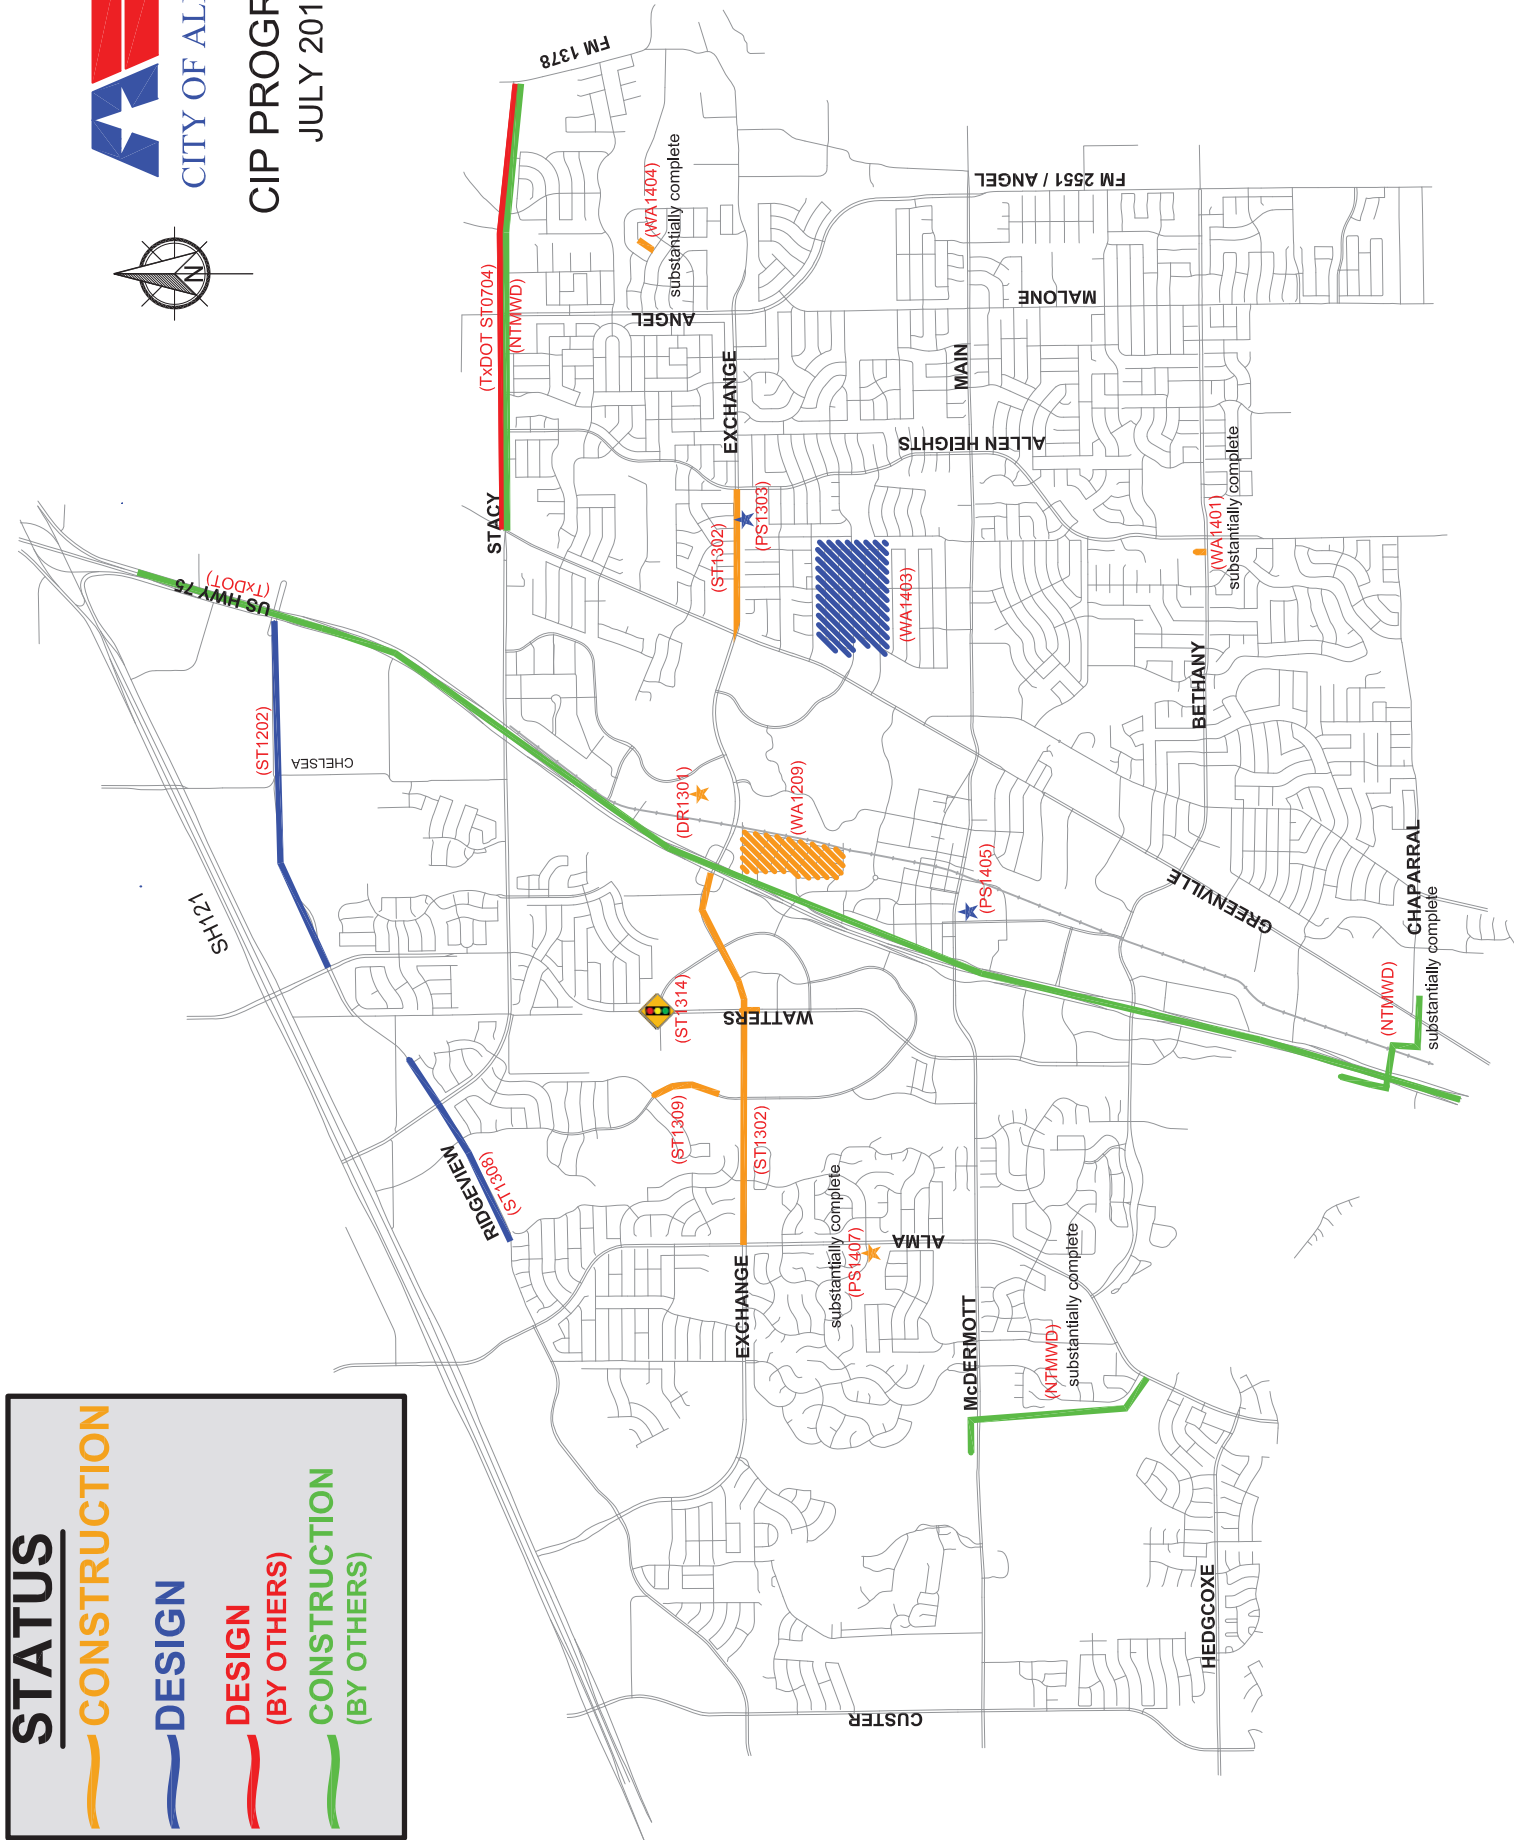 STATUS
CONSTRUCTION
DESIGN
DESIGN
(BY OTHERS)
CONSTRUCTION
(BY OTHERS)
CITY OF
CIP
JULY
N
FM 1378
(WA1404)
substantially complete
FM 2551 / ANGEL
(TxDOT ST0704)
(NTMWD)
ANGEL
MALONE
EXCHANGE
MAIN
ALLEN HEIGHTS
STACY
(ST1302)
(PS1303)
(WA1403)
(WA1401)
substantially complete
US HWY 75
(TxDOT)
(ST1202)
CHELSEA
BETHANY
(DR1301)
(WA1209)
(PS1405)
GREENVILLE
CHAPARRAL
substantially complete
(NTMWD)
SH121
(ST1314)
WATTERS
(ST1309)
(ST1302)
RIDGEVIEW
(ST1308)
EXCHANGE
substantially complete
(PS1407)
ALMA
McDERMOTT
(NTMWD)
substantially complete
HEDGCOXE
CUSTER